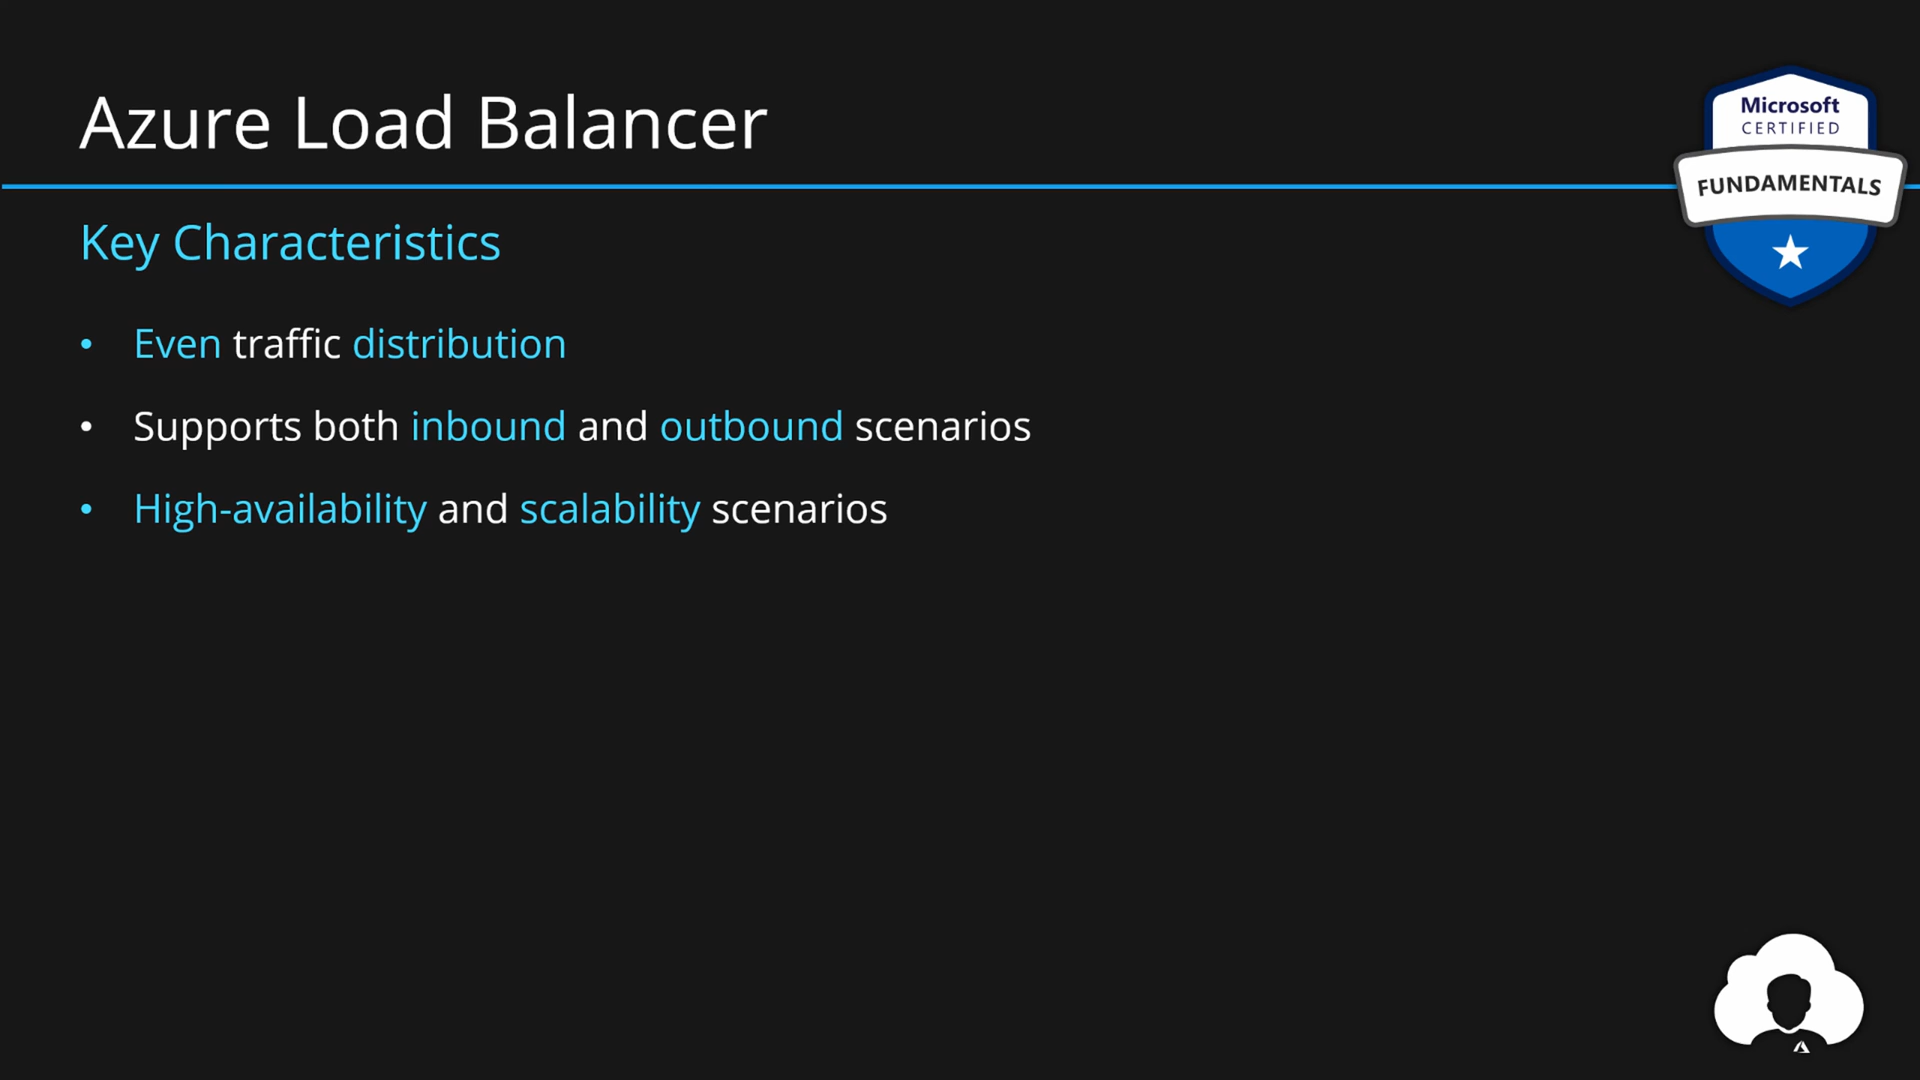 Azure Load Balancer
Microsoft
CERTIFIED
FUNDAMENTALS
Key Characteristics
• Even traffic distribution
• Supports both inbound and outbound scenarios
• High-availability and scalability scenarios